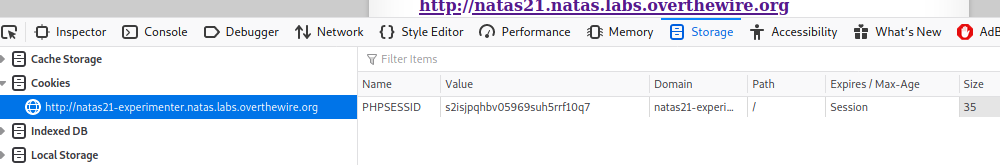 http://natas21.natas.labs.overthewire.org
Inspector Console Debugger Network Style Editor Performance Memory Storage Accessibility What's New AdB
Cache Storage Filter Items
Cookies Name Value Domain Path Expires / Max-Age Size
http://natas21-experimenter.natas.labs.overthewire.org PHPSESSID s2isjpqhbv05969suh5rrf10q7 natas21-experi... / Session 35
Indexed DB
Local Storage